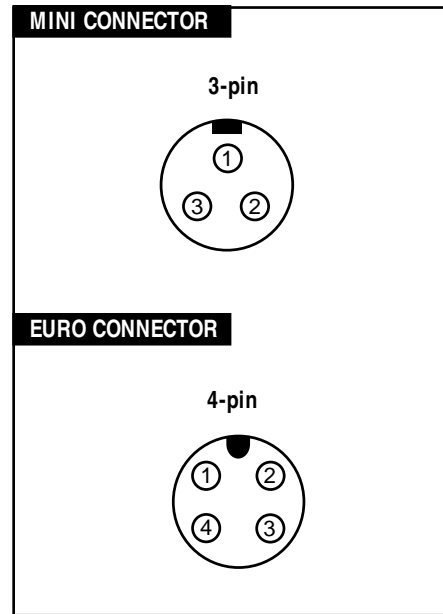 MINI CONNECTOR
3-pin
1
3 2
EURO CONNECTOR
4-pin
1 2
4 3